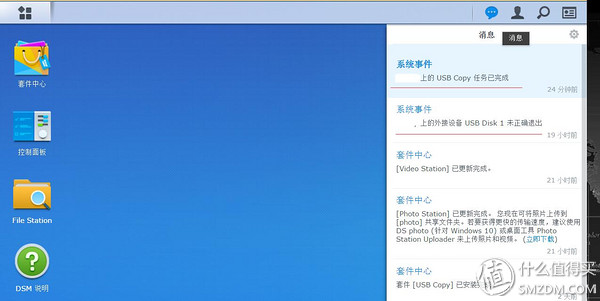 消息
消息
套件中心
控制面板
File Station
DSM 说明
系统事件
上的 USB Copy 任务已完成
24 分钟前
系统事件
上的外接设备 USB Disk 1 未正确退出
19 小时前
套件中心
[Video Station] 已更新完成。
21 小时前
套件中心
[Photo Station] 已更新完成。您现在可将照片上传到
[photo] 共享文件夹。若要获得更快的传输速度，建议使用
DS photo (针对 Windows 10) 或桌面工具 Photo
Station Uploader 来上传照片和视频。(立即下载)
21 小时前
套件中心
套件 [USB Copy] 已安装
2 天前
值 什么值得买
SMZDM.COM